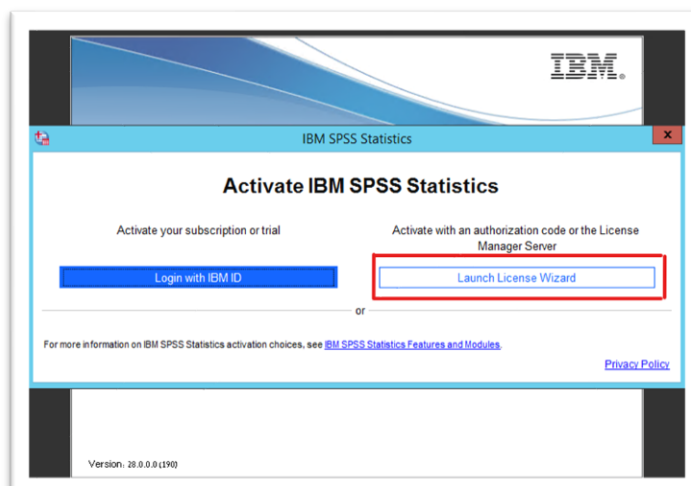 IBM.
IBM SPSS Statistics
x
Activate IBM SPSS Statistics
Activate your subscription or trial
Activate with an authorization code or the License
Manager Server
Login with IBM ID
Launch License Wizard
or
For more information on IBM SPSS Statistics activation choices, see IBM SPSS Statistics Features and Modules.
Privacy Policy
Version: 28.0.0.0 (190)